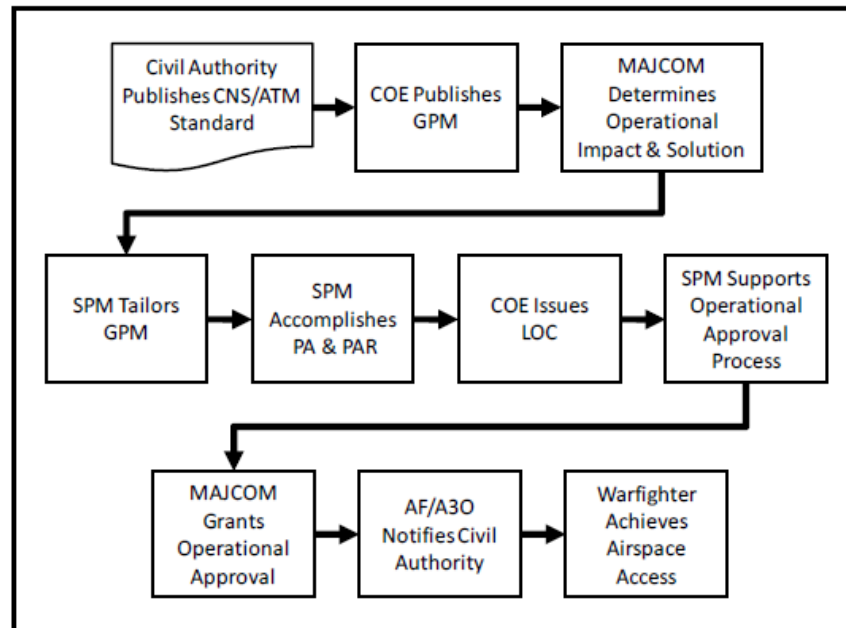 Civil Authority
Publishes CNS/ATM
Standard
COE Publishes
GPM
MAJCOM
Determines
Operational
Impact & Solution
SPM Tailors
GPM
SPM
Accomplishes
PA & PAR
COE Issues
LOC
SPM Supports
Operational
Approval
Process
MAJCOM
Grants
Operational
Approval
AF/A3O
Notifies Civil
Authority
Warfighter
Achieves
Airspace
Access